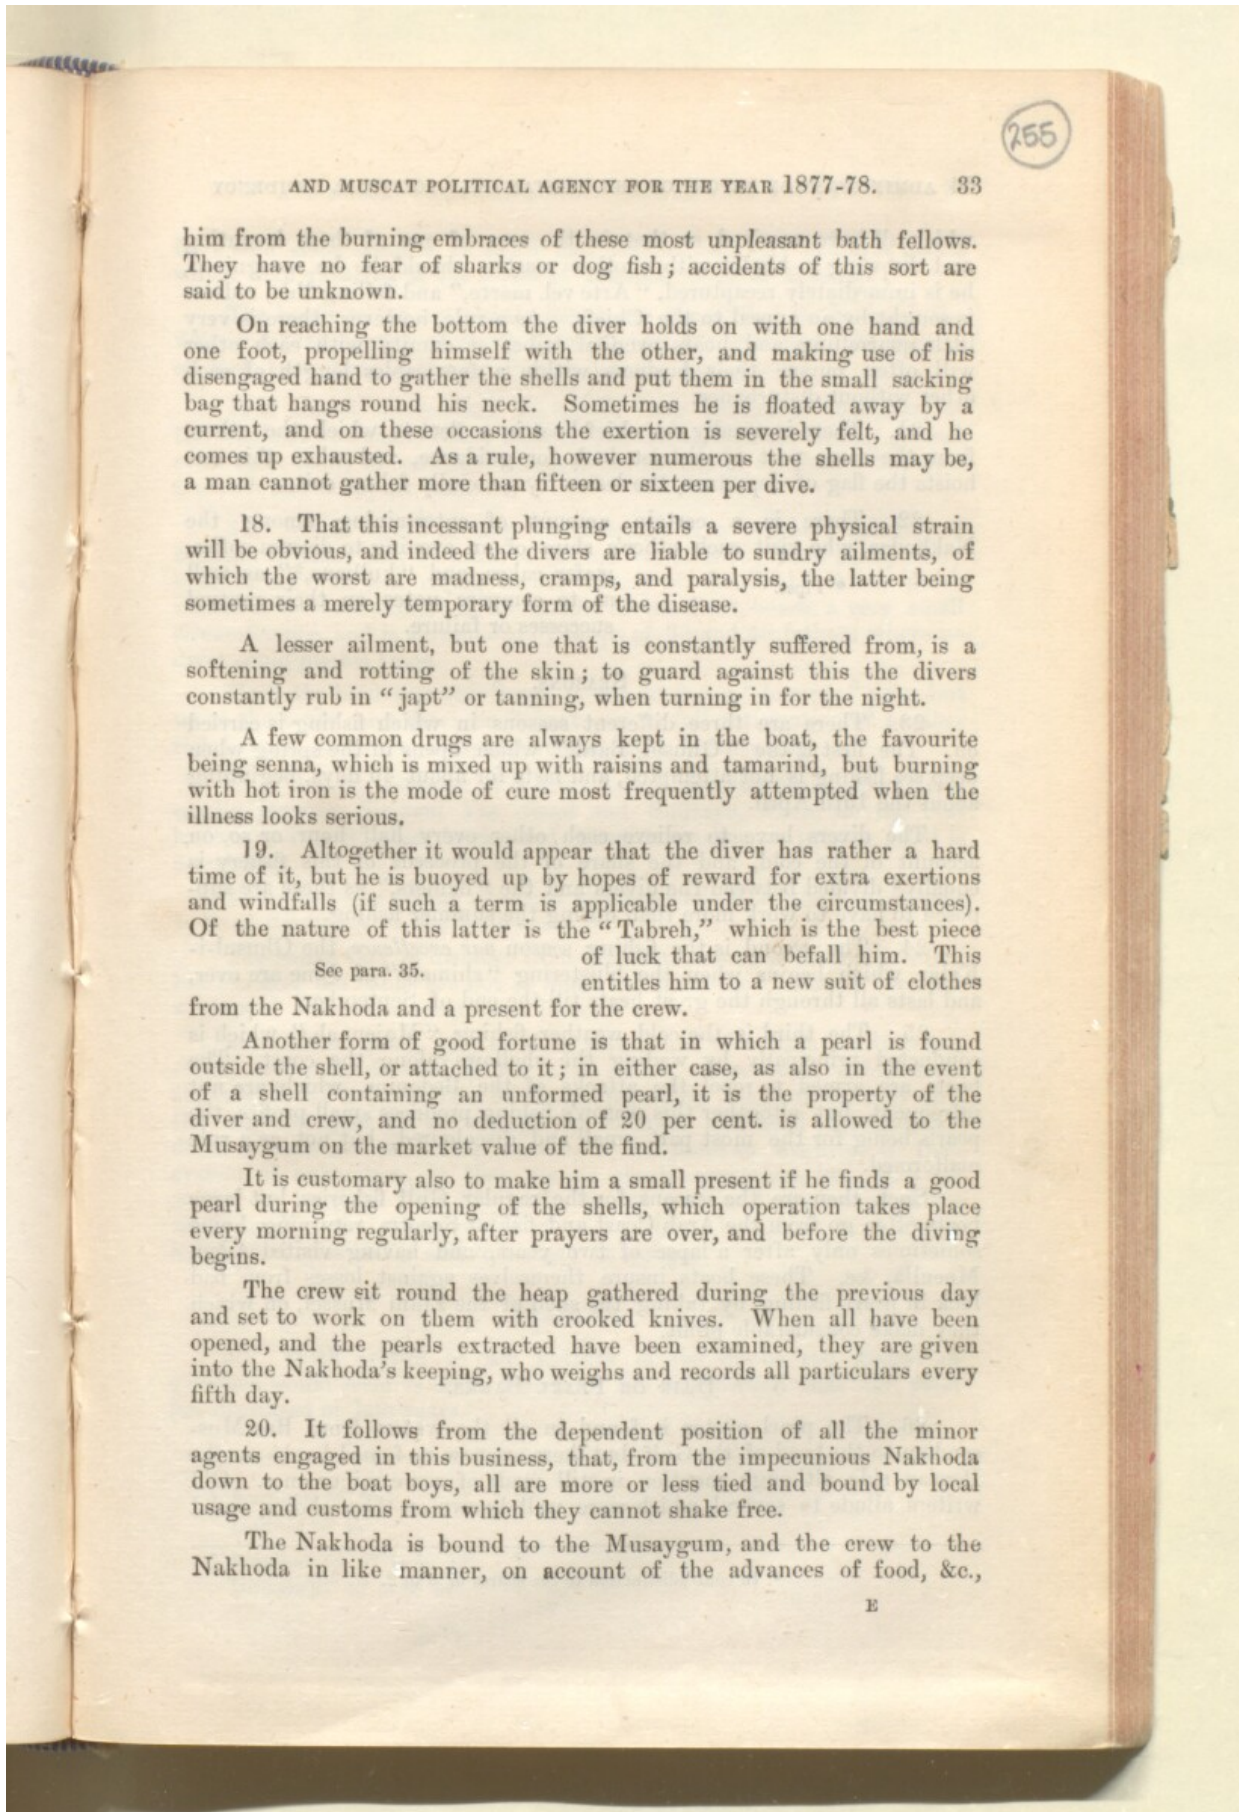 255
AND MUSCAT POLITICAL AGENCY FOR THE YEAR 1877-78. 33
him from the burning embraces of these most unpleasant bath fellows.
They have no fear of sharks or dog fish; accidents of this sort are
said to be unknown.
On reaching the bottom the diver holds on with one hand and
one foot, propelling himself with the other, and making use of his
disengaged hand to gather the shells and put them in the small sacking
bag that hangs round his neck. Sometimes he is floated away by a
current, and on these occasions the exertion is severely felt, and he
comes up exhausted. As a rule, however numerous the shells may be,
a man cannot gather more than fifteen or sixteen per dive.
18. That this incessant plunging entails a severe physical strain
will be obvious, and indeed the divers are liable to sundry ailments, of
which the worst are madness, cramps, and paralysis, the latter being
sometimes a merely temporary form of the disease.
A lesser ailment, but one that is constantly suffered from, is a
softening and rotting of the skin; to guard against this the divers
constantly rub in "japt" or tanning, when turning in for the night.
A few common drugs are always kept in the boat, the favourite
being senna, which is mixed up with raisins and tamarind, but burning
with hot iron is the mode of cure most frequently attempted when the
illness looks serious.
19. Altogether it would appear that the diver has rather a hard
time of it, but he is buoyed up by hopes of reward for extra exertions
and windfalls (if such a term is applicable under the circumstances).
Of the nature of this latter is the "Tabreh," which is the best piece
of luck that can befall him. This
See para. 35.
entitles him to a new suit of clothes
from the Nakhoda and a present for the crew.
Another form of good fortune is that in which a pearl is found
outside the shell, or attached to it; in either case, as also in the event
of a shell containing an unformed pearl, it is the property of the
diver and crew, and no deduction of 20 per cent. is allowed to the
Musaygum on the market value of the find.
It is customary also to make him a small present if he finds a good
pearl during the opening of the shells, which operation takes place
every morning regularly, after prayers are over, and before the diving
begins.
The crew sit round the heap gathered during the previous day
and set to work on them with crooked knives. When all have been
opened, and the pearls extracted have been examined, they are given
into the Nakhoda's keeping, who weighs and records all particulars every
fifth day.
20. It follows from the dependent position of all the minor
agents engaged in this business, that, from the impecunious Nakhoda
down to the boat boys, all are more or less tied and bound by local
usage and customs from which they cannot shake free.
The Nakhoda is bound to the Musaygum, and the crew to the
Nakhoda in like manner, on account of the advances of food, &c.,
E